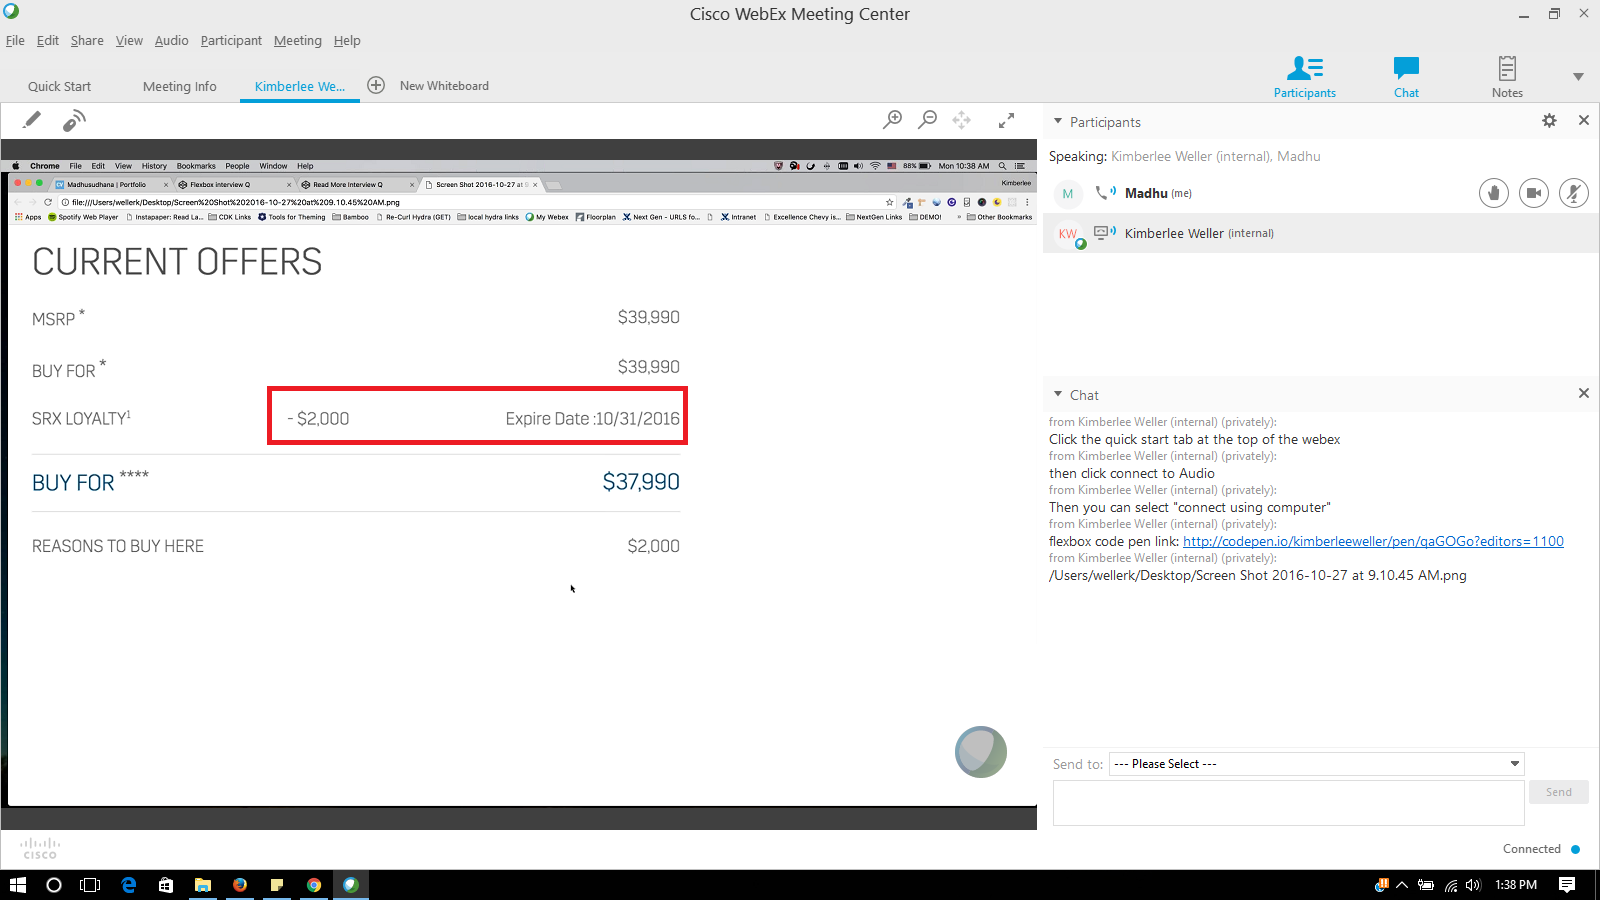 Cisco WebEx Meeting Center
File Edit Share View Audio Participant Meeting Help
Quick Start Meeting Info Kimberlee We... New Whiteboard
Participants Chat Notes
Chrome File Edit View History Bookmarks People Window Help 88% Mon 10:38 AM
Madhusudhana | Portfolio Flexbox interview Q Read More Interview Q Screen Shot 2016-10-27 at 9 Kimberlee
file:///Users/wellerk/Desktop/Screen%20Shot%202016-10-27%20at%209.10.45%20AM.png
Apps Spotify Web Player Instapaper: Read La... CDK Links Tools for Theming Bamboo Re-Curl Hydra (GET) local hydra links My Webex Floorplan Next Gen - URLS fo... Intranet Excellence Chevy is... NextGen Links DEMO! » Other Bookmarks
CURRENT OFFERS
MSRP * $39,990
BUY FOR * $39,990
SRX LOYALTY1 - $2,000 Expire Date :10/31/2016
BUY FOR **** $37,990
REASONS TO BUY HERE $2,000
Participants
Speaking: Kimberlee Weller (internal), Madhu
M Madhu (me)
KW Kimberlee Weller (internal)
Chat
from Kimberlee Weller (internal) (privately):
Click the quick start tab at the top of the webex
from Kimberlee Weller (internal) (privately):
then click connect to Audio
from Kimberlee Weller (internal) (privately):
Then you can select "connect using computer"
from Kimberlee Weller (internal) (privately):
flexbox code pen link: http://codepen.io/kimberleeweller/pen/qaGOGo?editors=1100
from Kimberlee Weller (internal) (privately):
/Users/wellerk/Desktop/Screen Shot 2016-10-27 at 9.10.45 AM.png
Send to: --- Please Select ---
Send
CISCO
Connected
1:38 PM